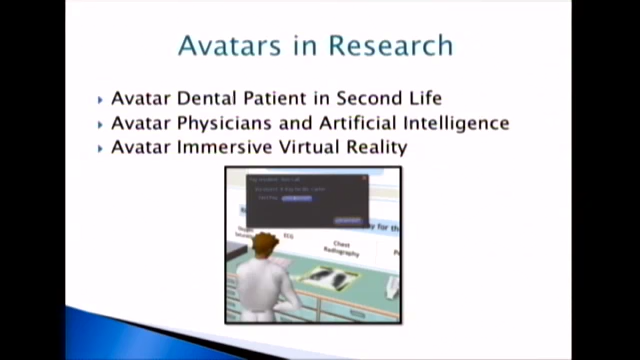 Avatars in Research
Avatar Dental Patient in Second Life
Avatar Physicians and Artificial Intelligence
Avatar Immersive Virtual Reality
ECG
Chest
Radiography